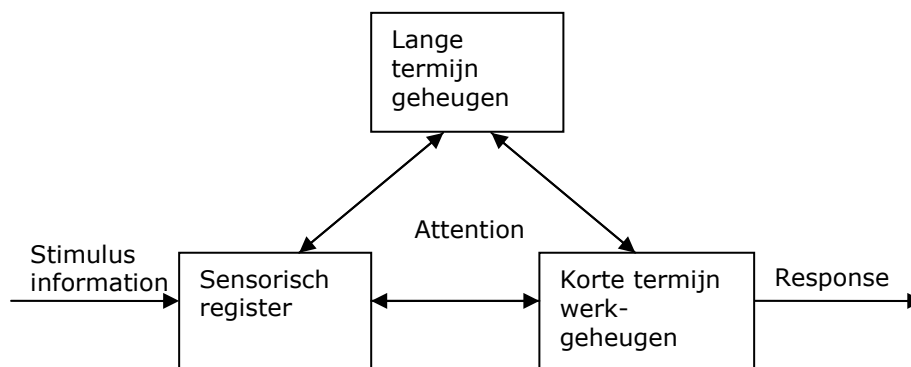 Lange
termijn
geheugen
Attention
Stimulus
information
Sensorisch
register
Korte termijn
werk-
geheugen
Response